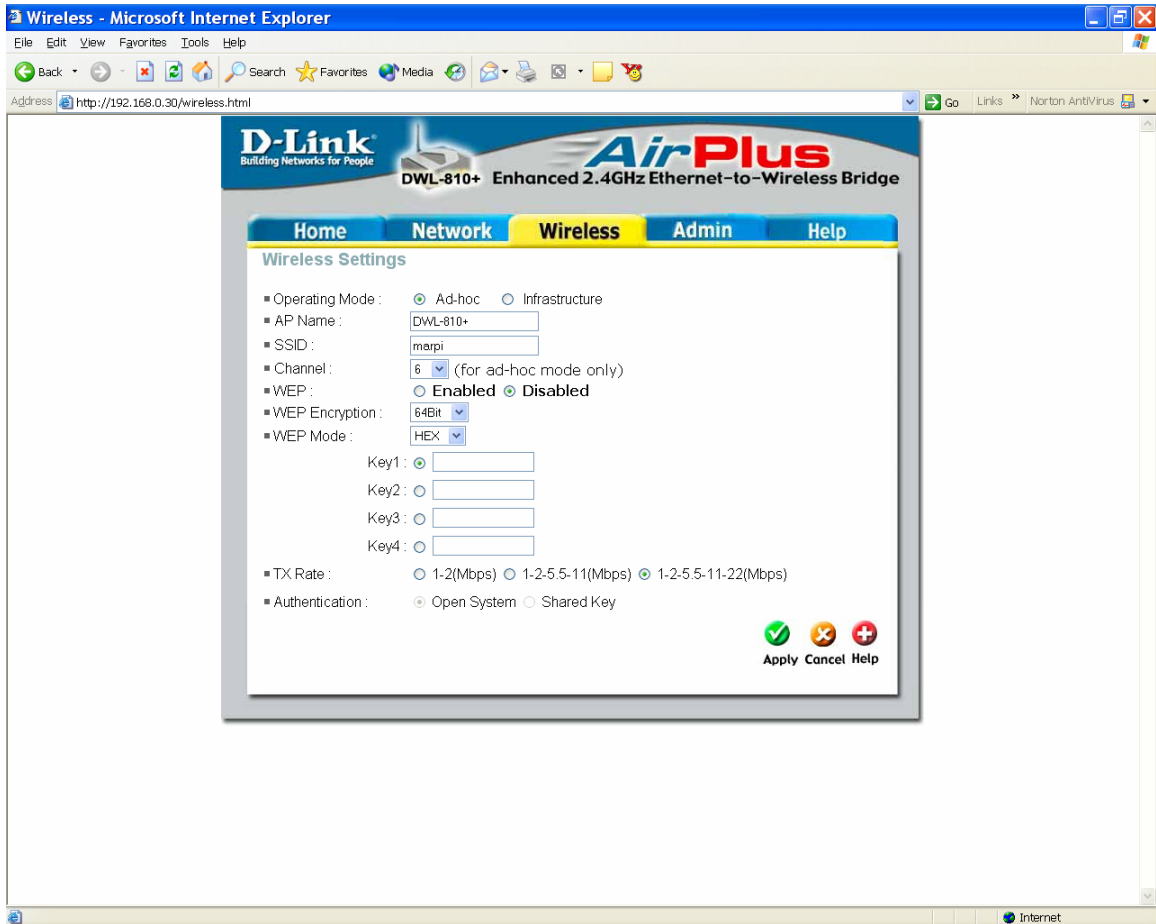 Wireless - Microsoft Internet Explorer
File Edit View Favorites Tools Help
Back Search Favorites Media
Address http://192.168.0.30/wireless.html Go Links » Norton AntiVirus
D-Link
Building Networks for People
AirPlus
DWL-810+ Enhanced 2.4GHz Ethernet-to-Wireless Bridge
Home Network Wireless Admin Help
Wireless Settings
Operating Mode : Ad-hoc Infrastructure
AP Name : DWL-810+
SSID : marpi
Channel : 6 (for ad-hoc mode only)
WEP : Enabled Disabled
WEP Encryption : 64Bit
WEP Mode : HEX
Key1 :
Key2 :
Key3 :
Key4 :
TX Rate : 1-2(Mbps) 1-2-5.5-11(Mbps) 1-2-5.5-11-22(Mbps)
Authentication : Open System Shared Key
Apply Cancel Help
Internet